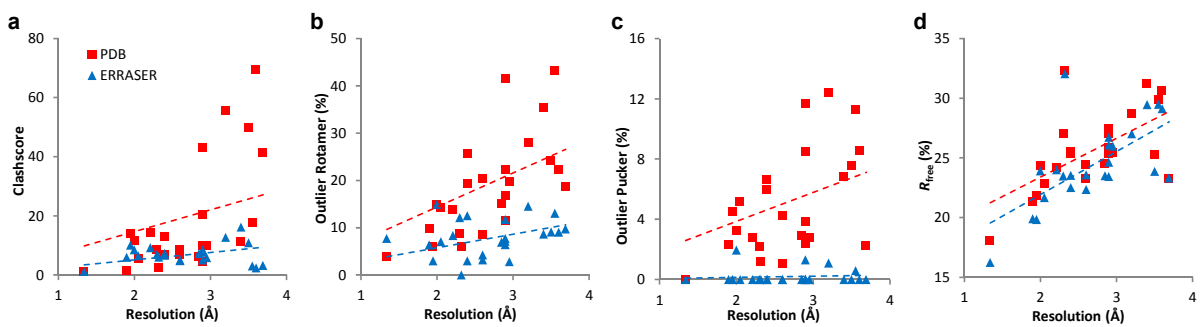 a
Clashscore
80
60
40
20
0
PDB
ERRASER
1 2 3 4
Resolution (Å)
b
Outlier Rotamer (%)
50
40
30
20
10
0
1 2 3 4
Resolution (Å)
c
Outlier Pucker (%)
16
12
8
4
0
1 2 3 4
Resolution (Å)
d
Rfree (%)
35
30
25
20
15
1 2 3 4
Resolution (Å)